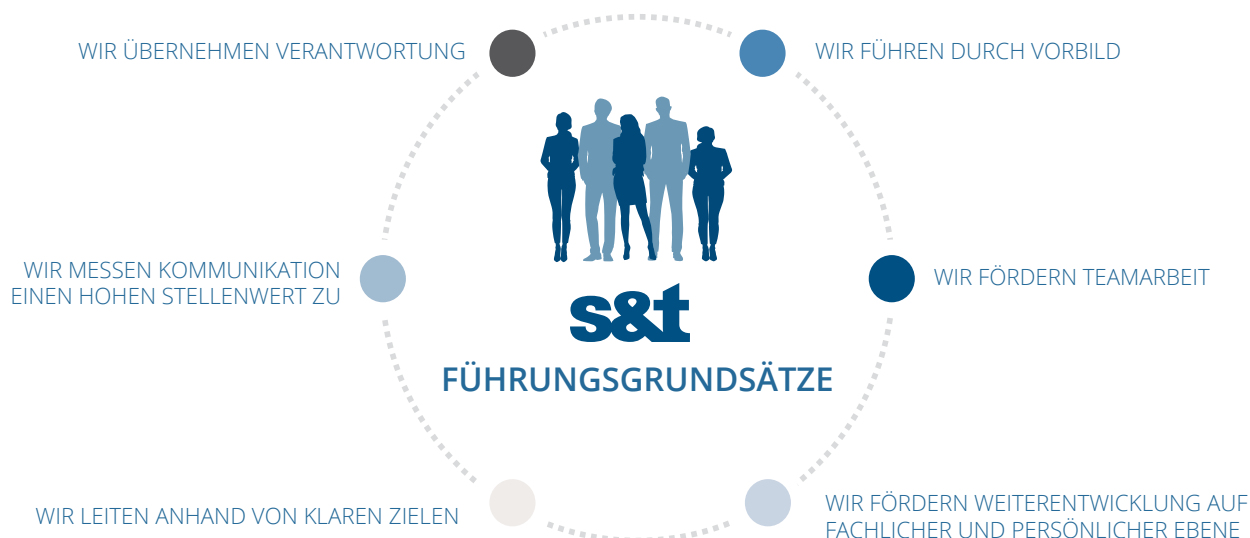 WIR ÜBERNEHMEN VERANTWORTUNG
WIR FÜHREN DURCH VORBILD
WIR MESSEN KOMMUNIKATION
EINEN HOHEN STELLENWERT ZU
WIR FÖRDERN TEAMARBEIT
s&t
FÜHRUNGSGRUNDSÄTZE
WIR LEITEN ANHAND VON KLAREN ZIELEN
WIR FÖRDERN WEITERENTWICKLUNG AUF
FACHLICHER UND PERSÖNLICHER EBENE